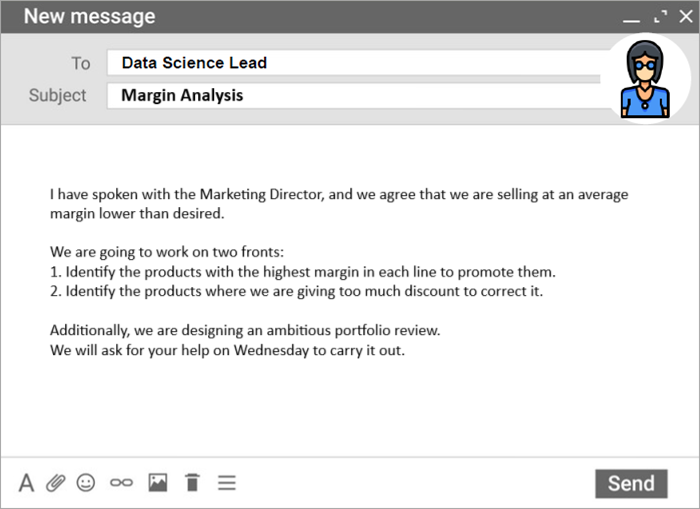 New message
To Data Science Lead
Subject Margin Analysis
I have spoken with the Marketing Director, and we agree that we are selling at an average
margin lower than desired.
We are going to work on two fronts:
1. Identify the products with the highest margin in each line to promote them.
2. Identify the products where we are giving too much discount to correct it.
Additionally, we are designing an ambitious portfolio review.
We will ask for your help on Wednesday to carry it out.
A
Send